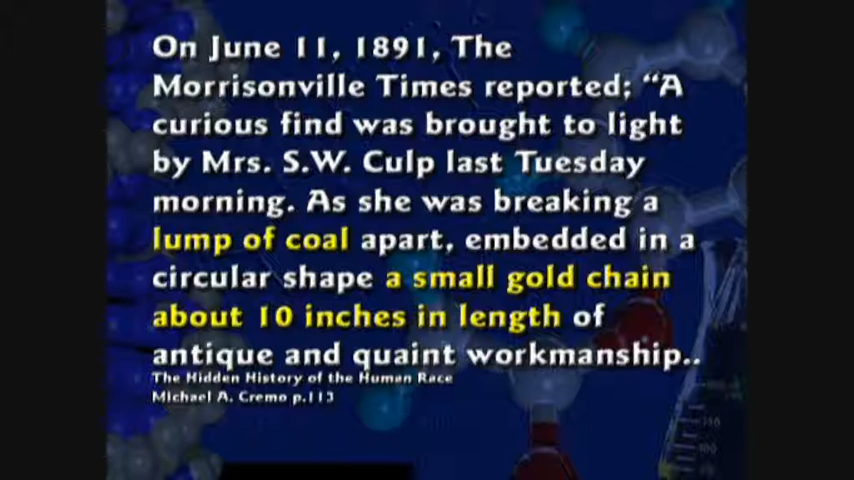 On June 11, 1891, The
Morrisonville Times reported; “A
curious find was brought to light
by Mrs. S.W. Culp last Tuesday
morning. As she was breaking a
lump of coal apart, embedded in a
circular shape a small gold chain
about 10 inches in length of
antique and quaint workmanship..
The Hidden History of the Human Race
Michael A. Cremo p.113
150
100